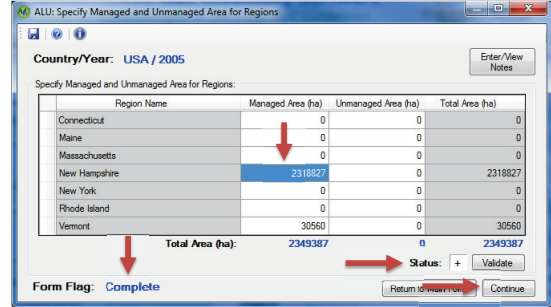 ALU: Specify Managed and Unmanaged Area for Regions
Country/Year: USA / 2005
Enter/View
Notes
Specify Managed and Unmanaged Area for Regions:
Region Name Managed Area (ha) Unmanaged Area (ha) Total Area (ha)
Connecticut 0 0 0
Maine 0 0 0
Massachusetts 0 0 0
New Hampshire 2318827 0 2318827
New York 0 0 0
Rhode Island 0 0 0
Vermont 30560 0 30560
Total Area (ha): 2349387 0 2349387
Status: + Validate
Form Flag: Complete Return to Main Continue